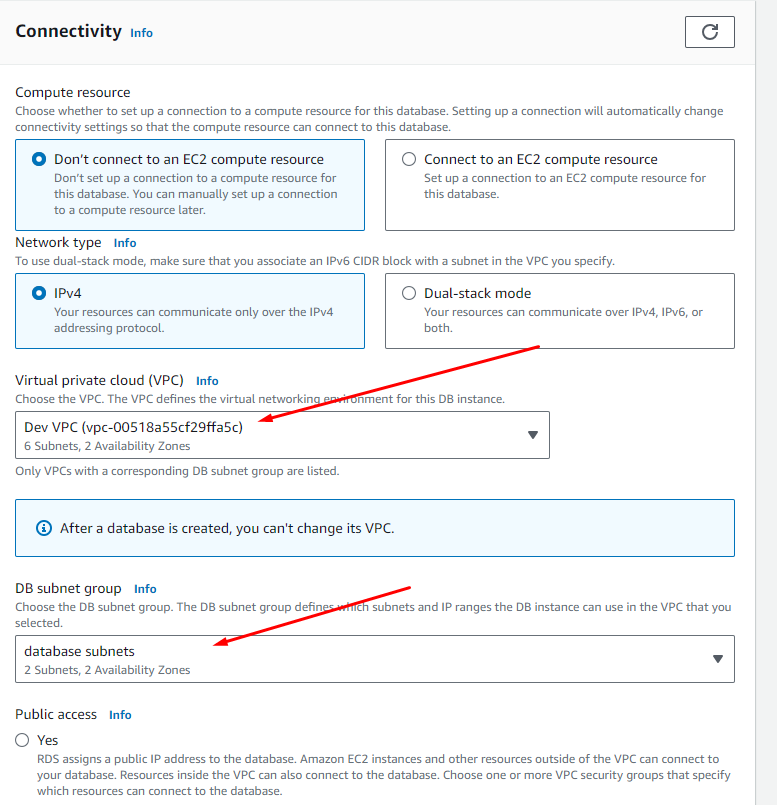 Connectivity Info
Compute resource
Choose whether to set up a connection to a compute resource for this database. Setting up a connection will automatically change
connectivity settings so that the compute resource can connect to this database.
Don't connect to an EC2 compute resource
Don't set up a connection to a compute resource for
this database. You can manually set up a connection
to a compute resource later.
Connect to an EC2 compute resource
Set up a connection to an EC2 compute resource for
this database.
Network type Info
To use dual-stack mode, make sure that you associate an IPv6 CIDR block with a subnet in the VPC you specify.
IPv4
Your resources can communicate only over the IPv4
addressing protocol.
Dual-stack mode
Your resources can communicate over IPv4, IPv6, or
both.
Virtual private cloud (VPC) Info
Choose the VPC. The VPC defines the virtual networking environment for this DB instance.
Dev VPC (vpc-00518a55cf29ffa5c)
6 Subnets, 2 Availability Zones
Only VPCs with a corresponding DB subnet group are listed.
After a database is created, you can't change its VPC.
DB subnet group Info
Choose the DB subnet group. The DB subnet group defines which subnets and IP ranges the DB instance can use in the VPC that you
selected.
database subnets
2 Subnets, 2 Availability Zones
Public access Info
Yes
RDS assigns a public IP address to the database. Amazon EC2 instances and other resources outside of the VPC can connect to
your database. Resources inside the VPC can also connect to the database. Choose one or more VPC security groups that specify
which resources can connect to the database.